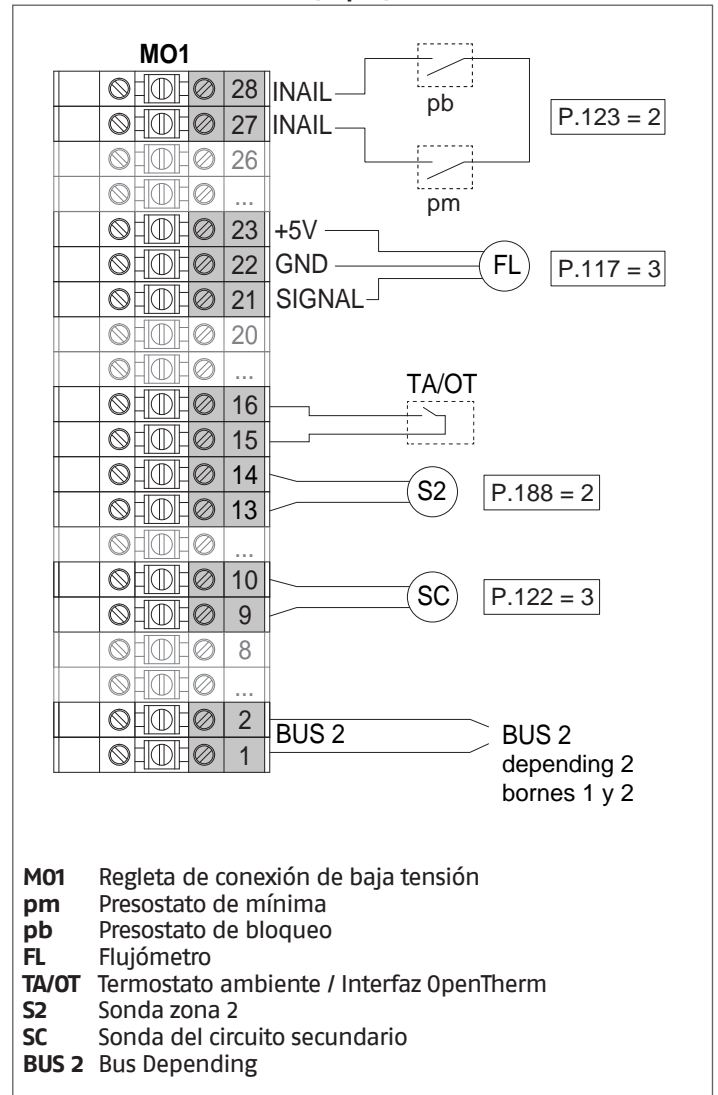 MO1
28 INAIL
pb
27 INAIL
P.123 = 2
26
pm
...
23 +5V
22 GND
FL P.117 = 3
21 SIGNAL
20
...
TA/OT
16
15
14
S2 P.188 = 2
13
...
10
SC P.122 = 3
9
8
...
2
BUS 2
1
BUS 2
depending 2
bornes 1 y 2
M01 Regleta de conexión de baja tensión
pm Presostato de mínima
pb Presostato de bloqueo
FL Flujómetro
TA/OT Termostato ambiente / Interfaz OpenTherm
S2 Sonda zona 2
SC Sonda del circuito secundario
BUS 2 Bus Depending